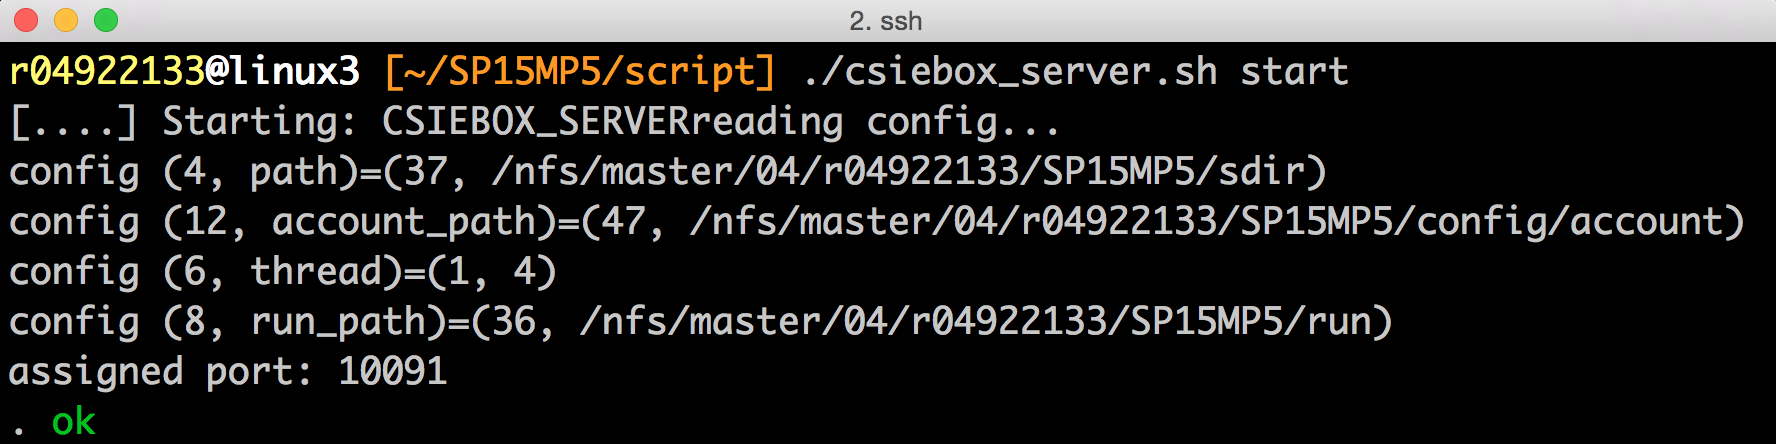 2. ssh
r04922133@linux3 [~/SP15MP5/script] ./csiebox_server.sh start
[....] Starting: CSIEBOX_SERVERreading config...
config (4, path)=(37, /nfs/master/04/r04922133/SP15MP5/sdir)
config (12, account_path)=(47, /nfs/master/04/r04922133/SP15MP5/config/account)
config (6, thread)=(1, 4)
config (8, run_path)=(36, /nfs/master/04/r04922133/SP15MP5/run)
assigned port: 10091
. ok